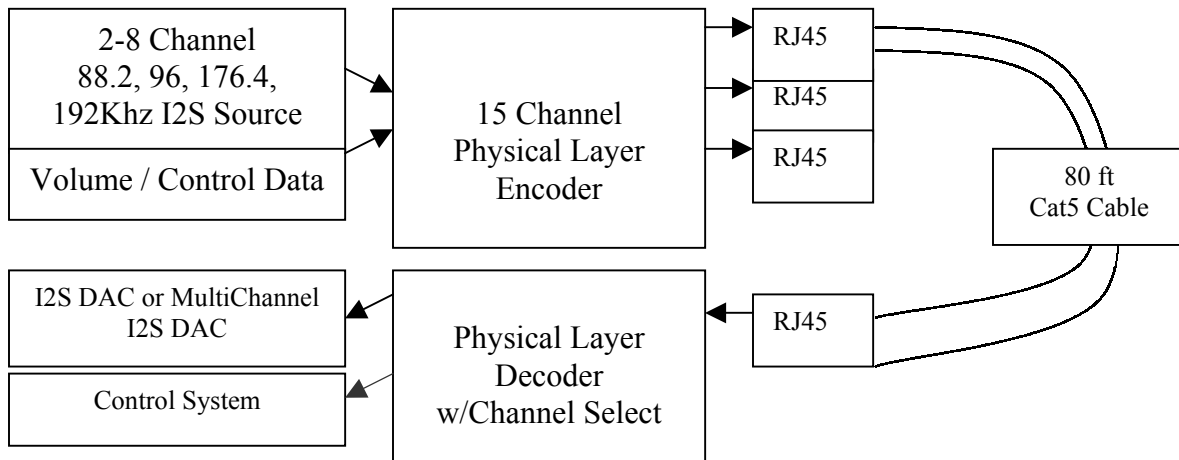 2-8 Channel
88.2, 96, 176.4,
192Khz I2S Source
Volume / Control Data
15 Channel
Physical Layer
Encoder
RJ45
RJ45
RJ45
80 ft
Cat5 Cable
I2S DAC or MultiChannel
I2S DAC
Control System
Physical Layer
Decoder
w/Channel Select
RJ45